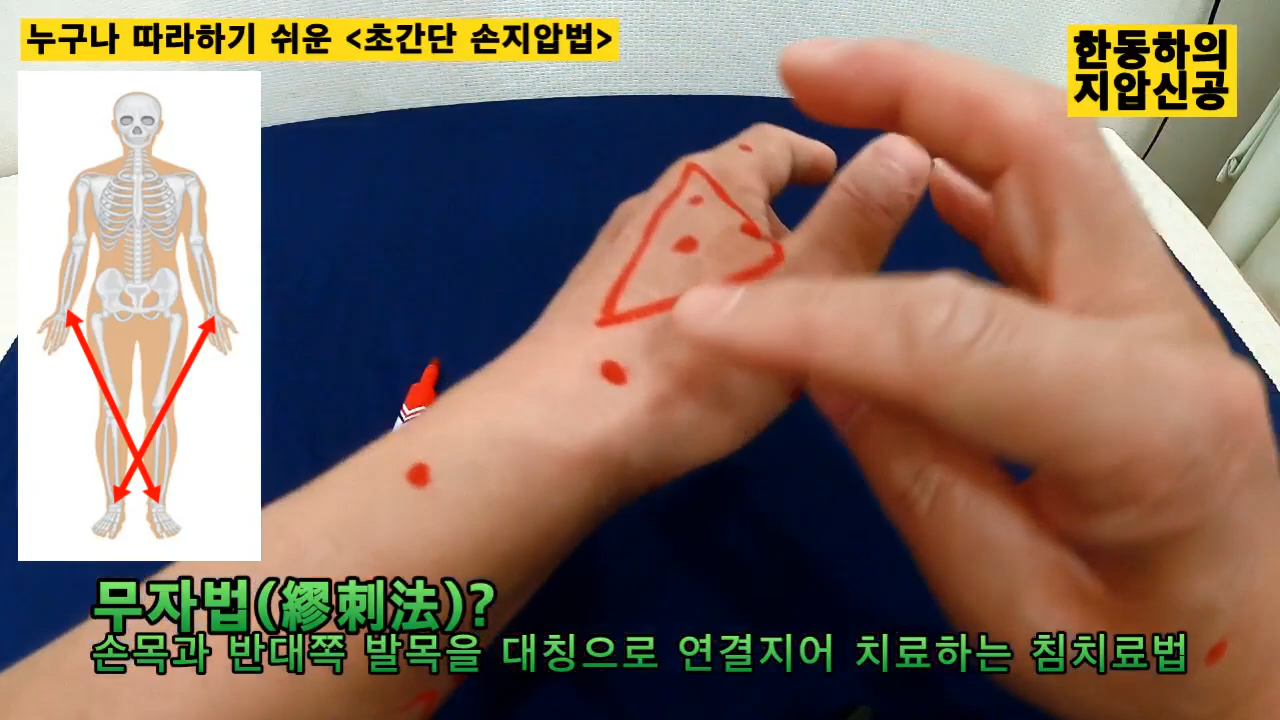 누구나 따라하기 쉬운 <초간단 손지압법>
한동하의
지압신공
무자법(繆刺法)?
손목과 반대쪽 발목을 대칭으로 연결지어 치료하는 침치료법